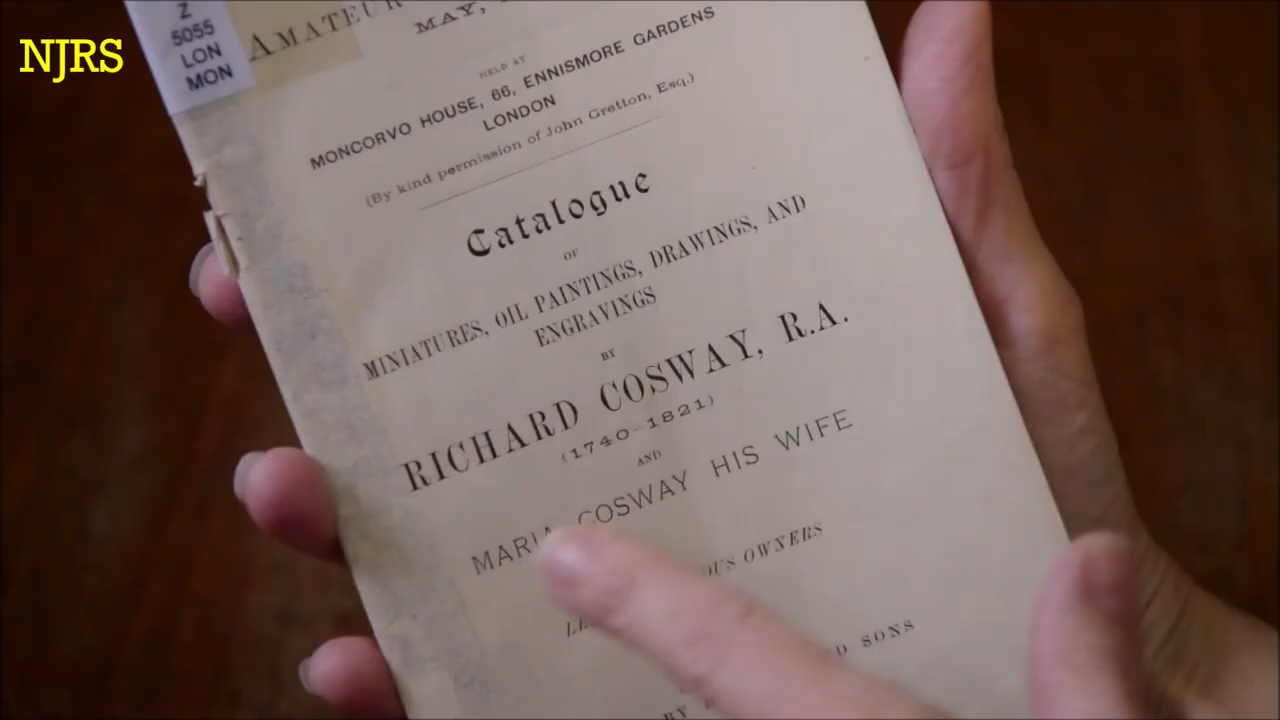 NJRS
Z
5055
LON
MON
AMATEUR
MAY,
HELD AT
MONCORVO HOUSE, 66, ENNISMORE GARDENS
LONDON
(By kind permission of John Gretton, Esq.)
Catalogue
OF
MINIATURES, OIL PAINTINGS, DRAWINGS, AND
ENGRAVINGS
BY
RICHARD COSWAY, R.A.
(1740-1821)
AND
MARIA COSWAY HIS WIFE
OWNERS
SONS
BY